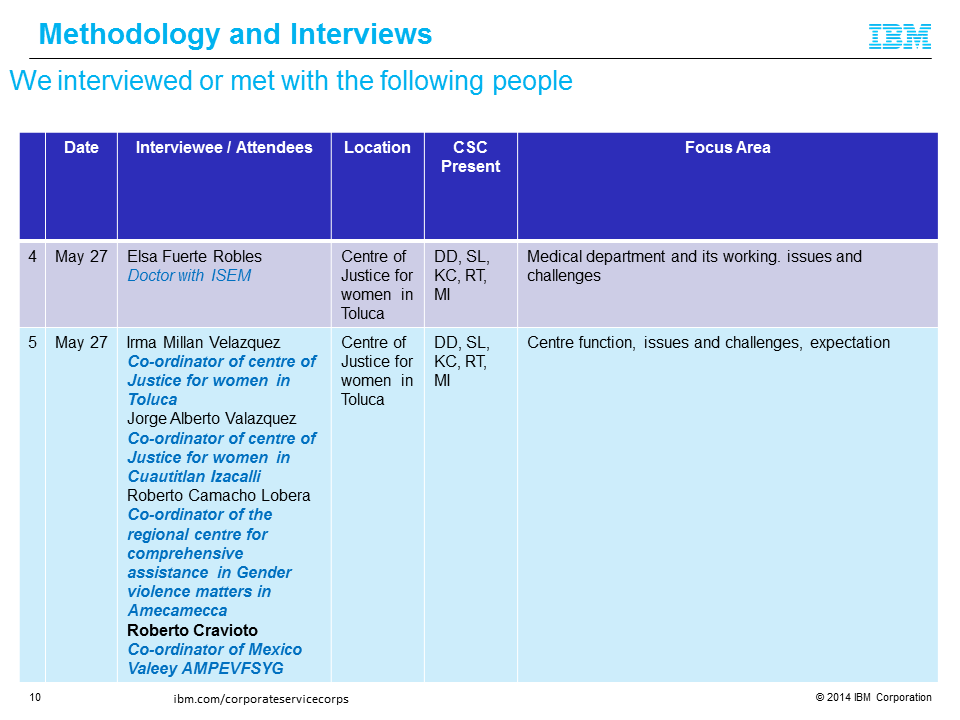 Methodology and Interviews
IBM
We interviewed or met with the following people
Date
Interviewee / Attendees
Location
CSC
Present
Focus Area
4
May 27
Elsa Fuerte Robles
Doctor with ISEM
Centre of
Justice for
women in
Toluca
DD, SL,
KC, RT,
MI
Medical department and its working. issues and
challenges
5
May 27
Irma Millan Velazquez
Co-ordinator of centre of
Justice for women in
Toluca
Jorge Alberto Valazquez
Co-ordinator of centre of
Justice for women in
Cuautitlan Izacalli
Roberto Camacho Lobera
Co-ordinator of the
regional centre for
comprehensive
assistance in Gender
violence matters in
Amecamecca
Roberto Cravioto
Co-ordinator of Mexico
Valeey AMPEVFSYG
Centre of
Justice for
women in
Toluca
DD, SL,
KC, RT,
MI
Centre function, issues and challenges, expectation
10
ibm.com/corporateservicecorps
© 2014 IBM Corporation